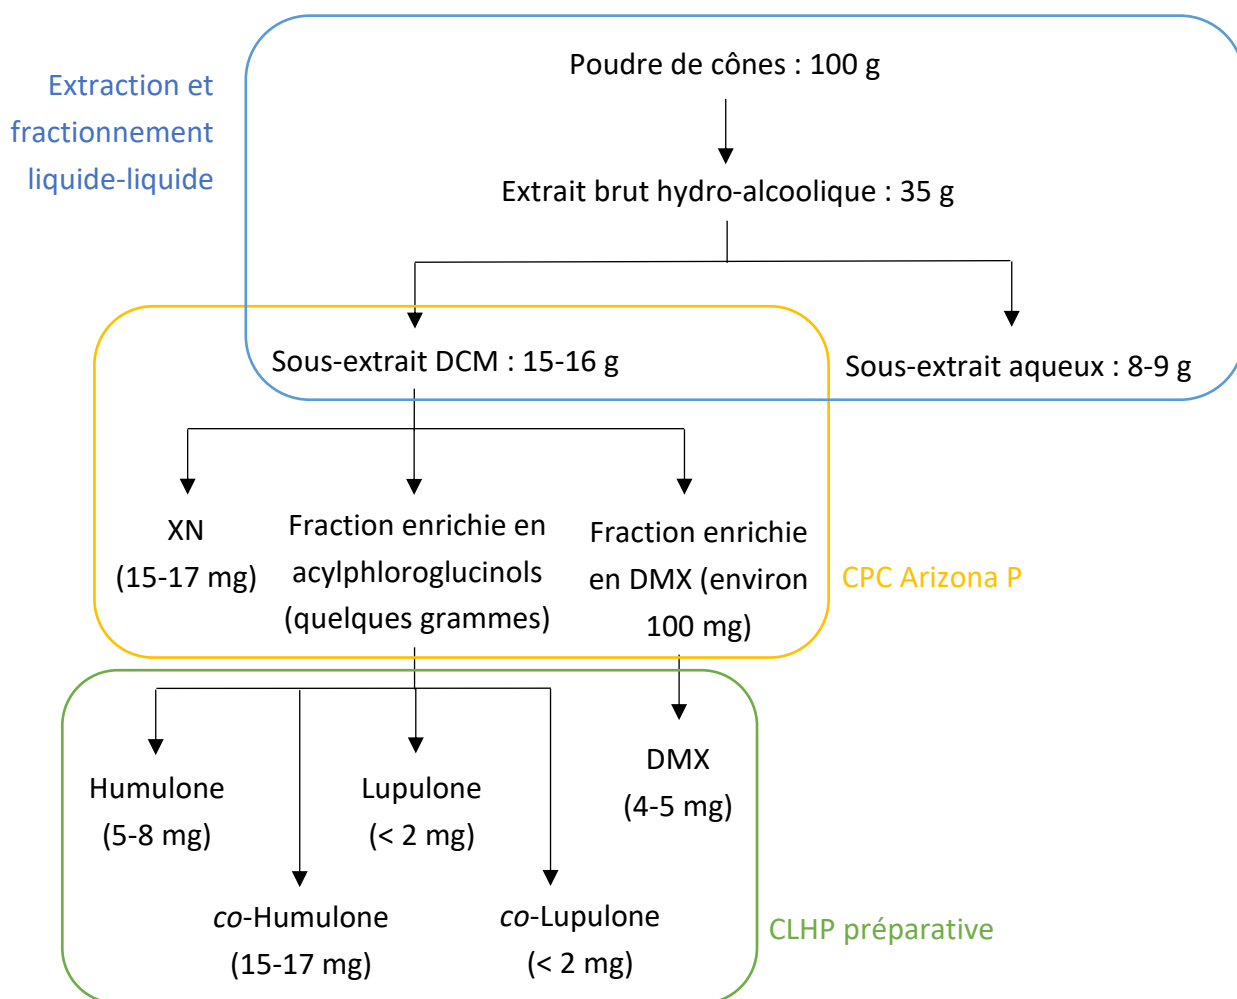 Extraction et
fractionnement
liquide-liquide
Poudre de cônes : 100 g
Extrait brut hydro-alcoolique : 35 g
Sous-extrait DCM : 15-16 g
Sous-extrait aqueux : 8-9 g
XN
(15-17 mg)
Fraction enrichie en
acylphloroglucinols
(quelques grammes)
Fraction enrichie
en DMX (environ
100 mg)
CPC Arizona P
Humulone
(5-8 mg)
Lupulone
(< 2 mg)
DMX
(4-5 mg)
co-Humulone
(15-17 mg)
co-Lupulone
(< 2 mg)
CLHP préparative